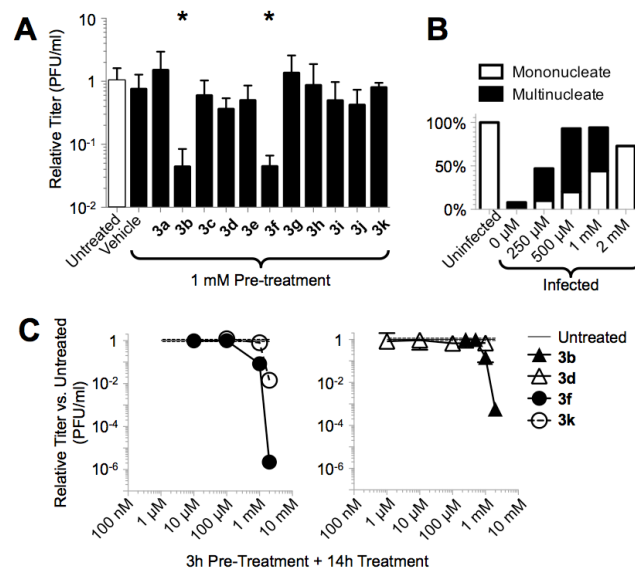 A
* *
Relative Titer (PFU/ml)
10
1
10-1
10-2
Untreated
Vehicle
3a
3b
3c
3d
3e
3f
3g
3h
3i
3j
3k
1 mM Pre-treatment
B
Mononucleate
Multinucleate
100%
50%
0%
Uninfected
0 µM
250 µM
500 µM
1 mM
2 mM
Infected
C
Relative Titer vs. Untreated
(PFU/ml)
1
10-2
10-4
10-6
100 nM
1 µM
10 µM
100 µM
1 mM
10 mM
1
10-2
10-4
10-6
100 nM
1 µM
10 µM
100 µM
1 mM
10 mM
Untreated
3b
3d
3f
3k
3h Pre-Treatment + 14h Treatment